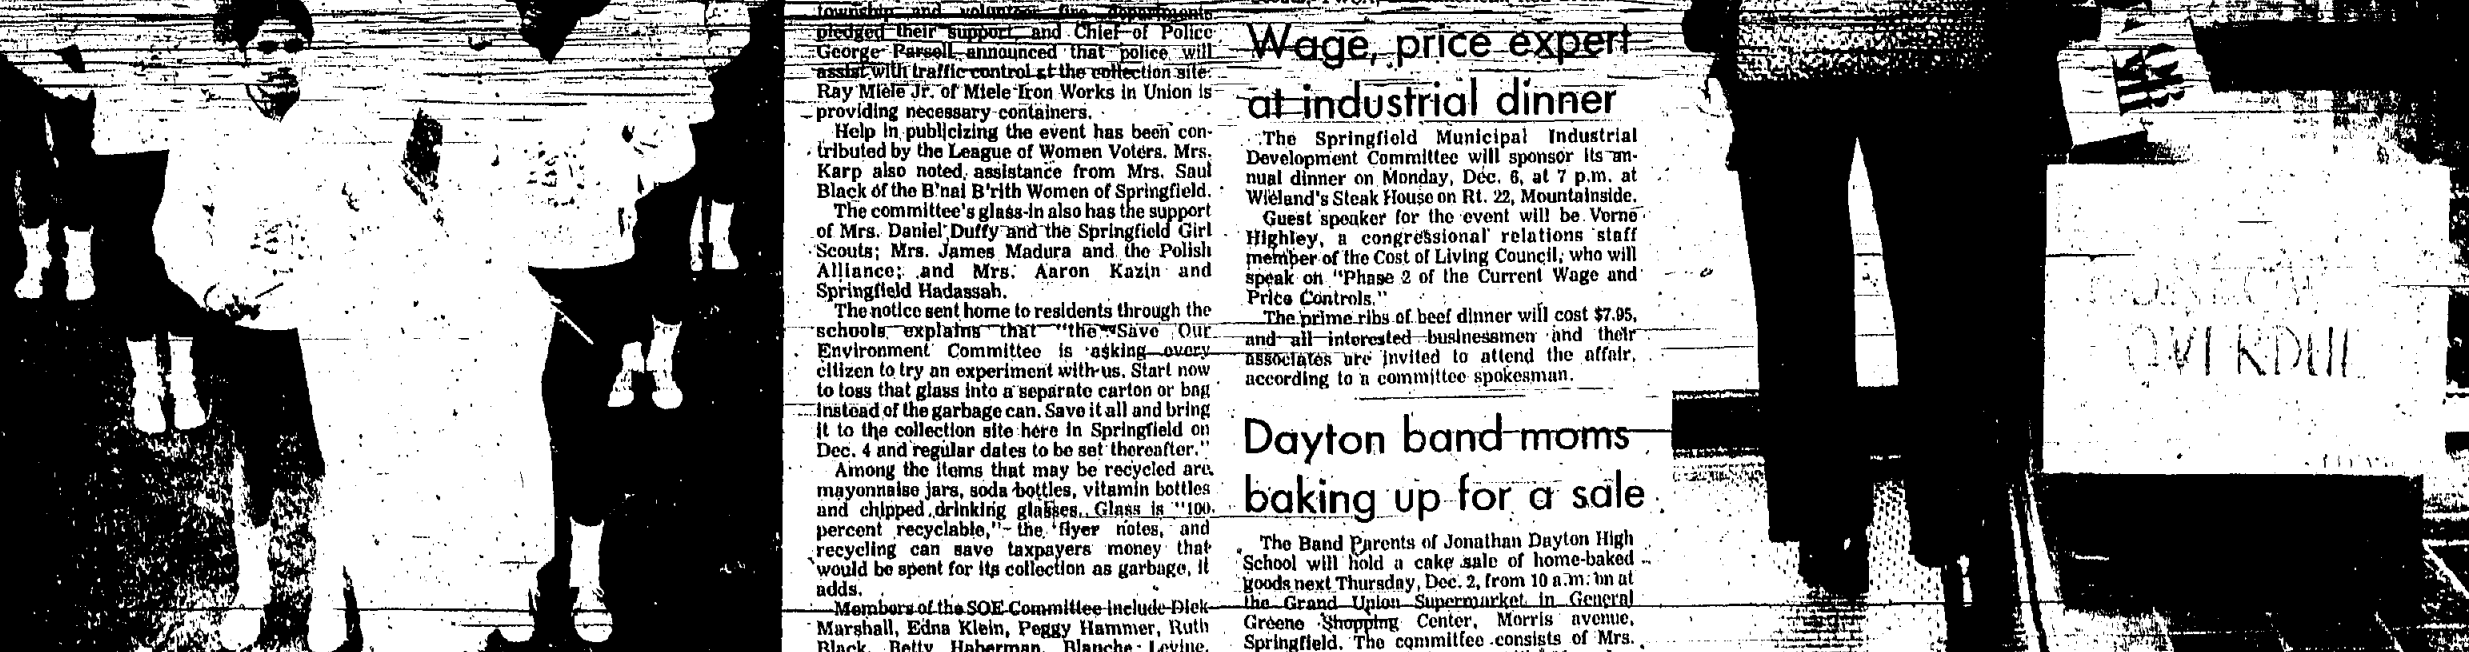 township and volunteer fire departments
pledged their support, and Chief of Police
George Parsell announced that police will
assist with traffic control at the collection site.
Ray Miele Jr. of Miele Iron Works in Union is
providing necessary containers.
Help in publicizing the event has been con-
tributed by the League of Women Voters. Mrs.
Karp also noted, assistance from Mrs. Saul
Black of the B'nai B'rith Women of Springfield.
The committee's glass-in also has the support
of Mrs. Daniel Duffy and the Springfield Girl
Scouts; Mrs. James Madura and the Polish
Alliance; and Mrs. Aaron Kazin and
Springfield Hadassah.
The notice sent home to residents through the
schools explains that "the Save Our
Environment Committee is asking every
citizen to try an experiment with us. Start now
to toss that glass into a separate carton or bag
instead of the garbage can. Save it all and bring
it to the collection site here in Springfield on
Dec. 4 and regular dates to be set thereafter."
Among the items that may be recycled are
mayonnaise jars, soda bottles, vitamin bottles
and chipped drinking glasses. Glass is "100
percent recyclable," the flyer notes, and
recycling can save taxpayers money that
would be spent for its collection as garbage, it
adds.
Members of the SOE Committee include Dick
Marshall, Edna Klein, Peggy Hammer, Ruth
Black, Betty Haberman, Blanche Levine,
Wage, price expert
at industrial dinner
The Springfield Municipal Industrial
Development Committee will sponsor its an-
nual dinner on Monday, Dec. 6, at 7 p.m. at
Wieland's Steak House on Rt. 22, Mountainside.
Guest speaker for the event will be Verne
Highley, a congressional relations staff
member of the Cost of Living Council, who will
speak on "Phase 2 of the Current Wage and
Price Controls."
The prime ribs of beef dinner will cost $7.95,
and all interested businessmen and their
associates are invited to attend the affair,
according to a committee spokesman.
Dayton band moms
baking up for a sale
The Band Parents of Jonathan Dayton High
School will hold a cake sale of home-baked
goods next Thursday, Dec. 2, from 10 a.m. on at
the Grand Union Supermarket in General
Greene Shopping Center, Morris avenue,
Springfield. The committee consists of Mrs.